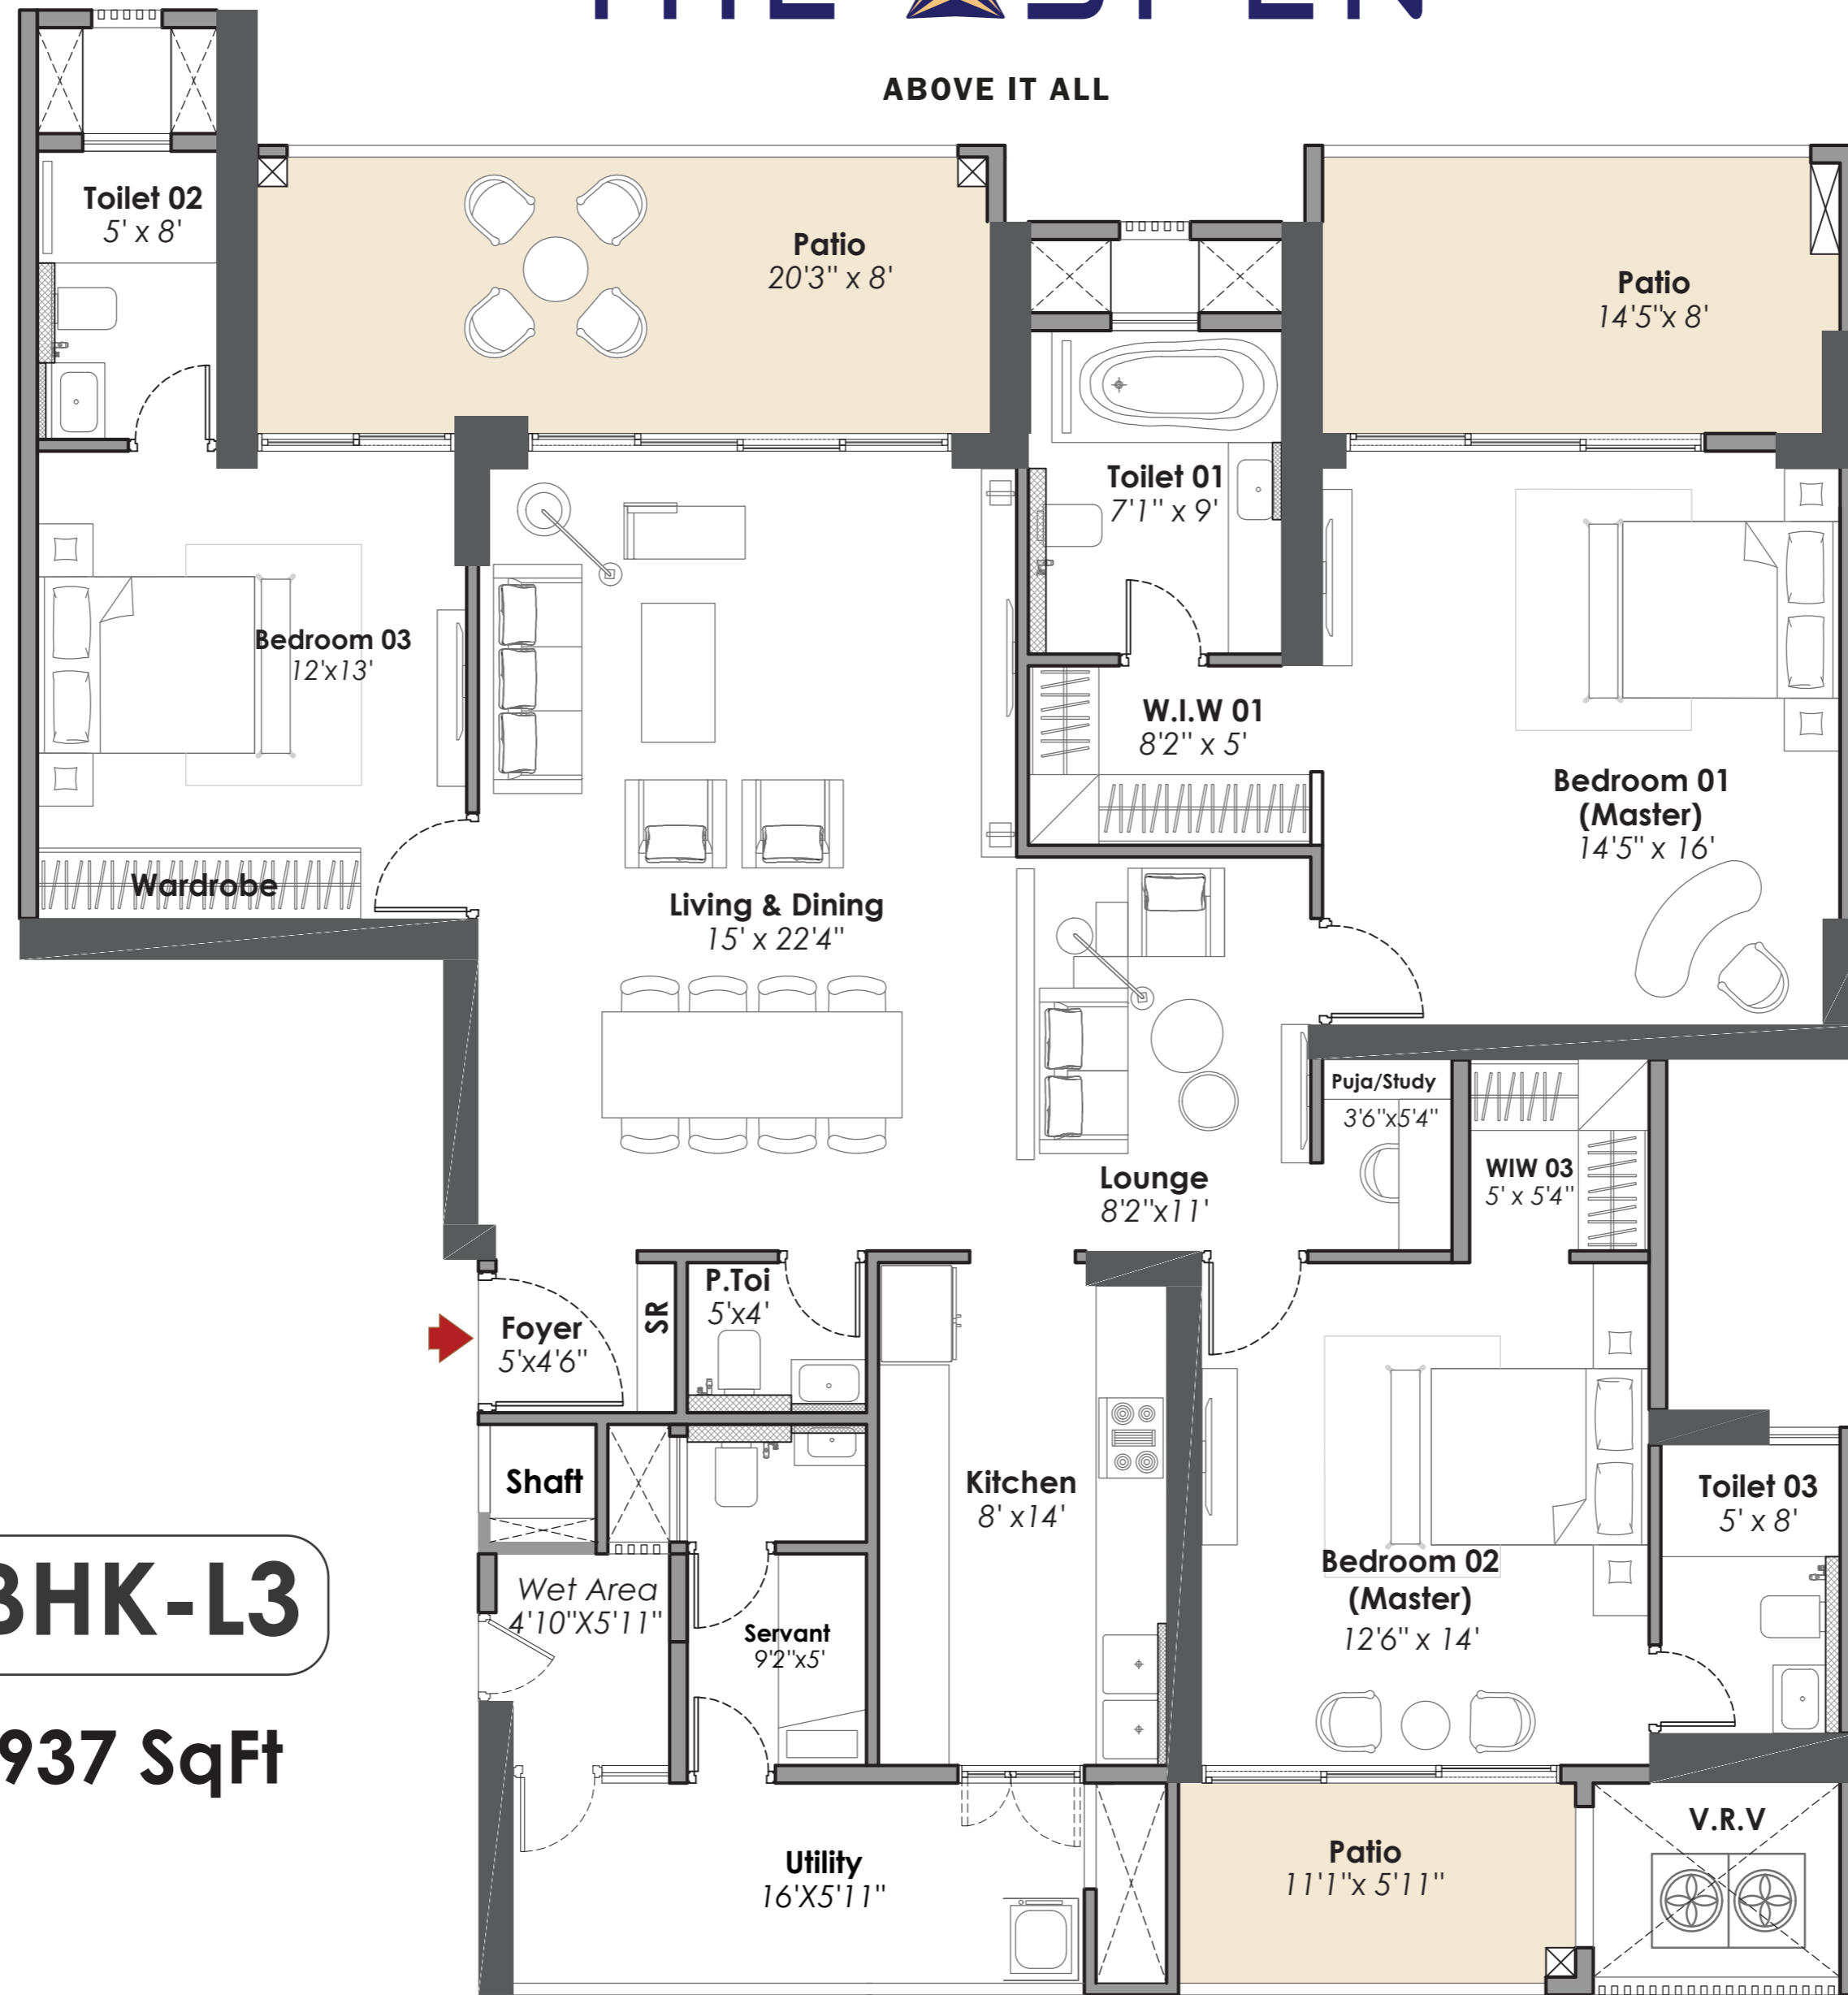 ABOVE IT ALL
Toilet 02
5' x 8'
Patio
20'3" x 8'
Patio
14'5"x 8'
Toilet 01
7'1" x 9'
Bedroom 03
12'x13'
W.I.W 01
8'2" x 5'
Bedroom 01
(Master)
14'5" x 16'
Wardrobe
Living & Dining
15' x 22'4"
Puja/Study
3'6"x5'4"
WIW 03
5' x 5'4"
Lounge
8'2"x11'
P.Toi
5'x4'
SR
Foyer
5'x4'6"
Shaft
Kitchen
8' x14'
Toilet 03
5' x 8'
BHK-L3
Wet Area
4'10"X5'11"
Servant
9'2"x5'
Bedroom 02
(Master)
12'6" x 14'
937 SqFt
V.R.V
Utility
16'X5'11"
Patio
11'1"x 5'11"